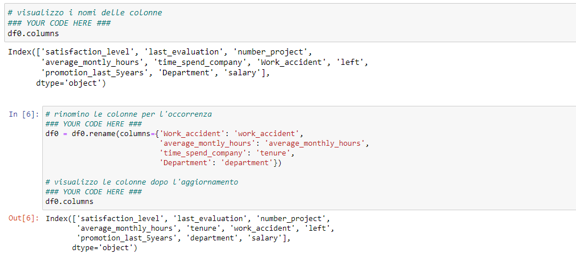 # visualizzo i nomi delle colonne
### YOUR CODE HERE ###
df0.columns
Index(['satisfaction_level', 'last_evaluation', 'number_project',
'average_montly_hours', 'time_spend_company', 'Work_accident', 'left',
'promotion_last_5years', 'Department', 'salary'],
dtype='object')
In [6]: # rinomino le colonne per l'occorrenza
### YOUR CODE HERE ###
df0 = df0.rename(columns={'Work_accident': 'work_accident',
'average_montly_hours': 'average_monthly_hours',
'time_spend_company': 'tenure',
'Department': 'department'})
# visualizzo le colonne dopo l'aggiornamento
### YOUR CODE HERE ###
df0.columns
Out[6]: Index(['satisfaction_level', 'last_evaluation', 'number_project',
'average_monthly_hours', 'tenure', 'work_accident', 'left',
'promotion_last_5years', 'department', 'salary'],
dtype='object')